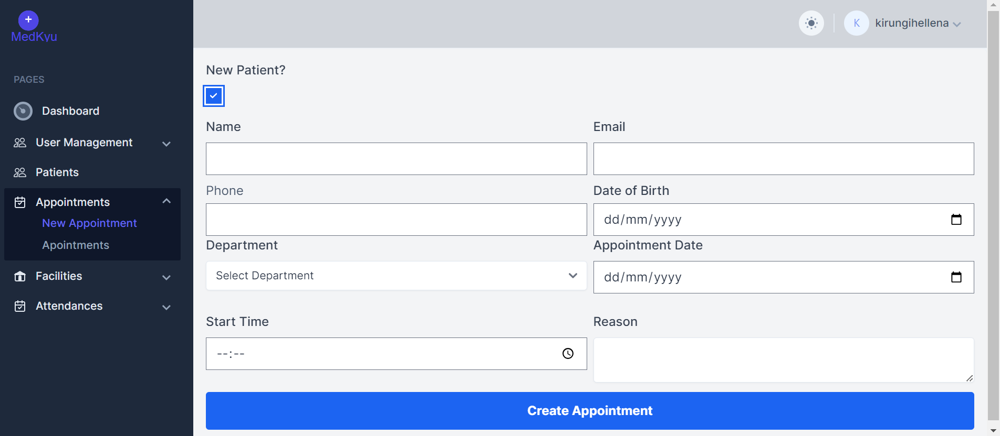 +
MedKyu
PAGES
Dashboard
User Management
Patients
Appointments
New Appointment
Apointments
Facilities
Attendances
K kirungihellena
New Patient?
Name Email
Phone Date of Birth
dd/mm/yyyy
Department Appointment Date
Select Department dd/mm/yyyy
Start Time Reason
--:--
Create Appointment